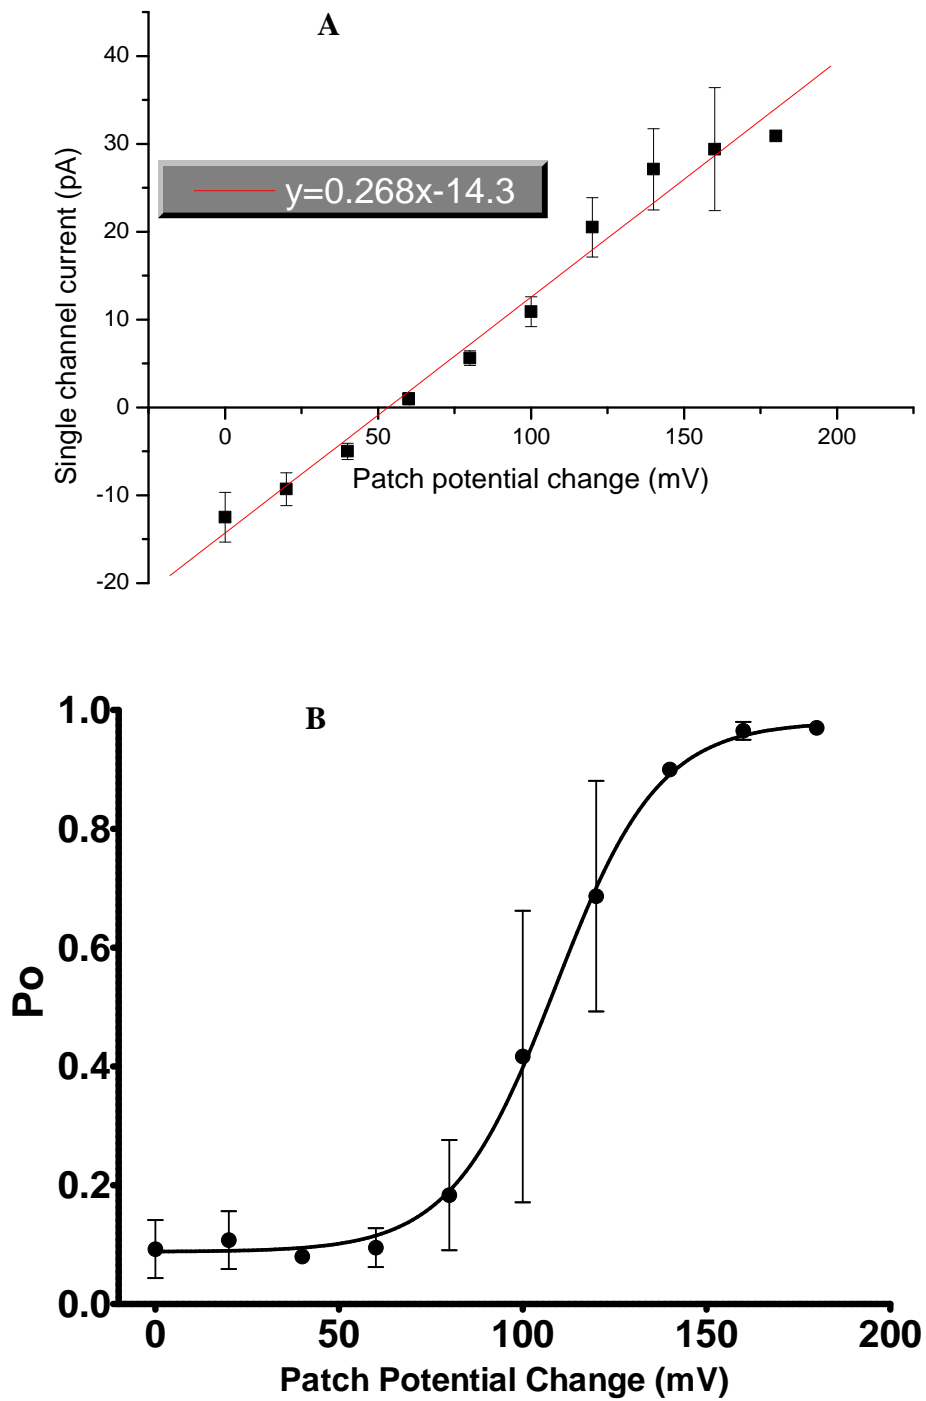 A
40
30
20
10
0
-10
-20
Single channel current (pA)
y=0.268x-14.3
0 50 100 150 200
Patch potential change (mV)
B
1.0
0.8
0.6
0.4
0.2
0.0
Po
0 50 100 150 200
Patch Potential Change (mV)